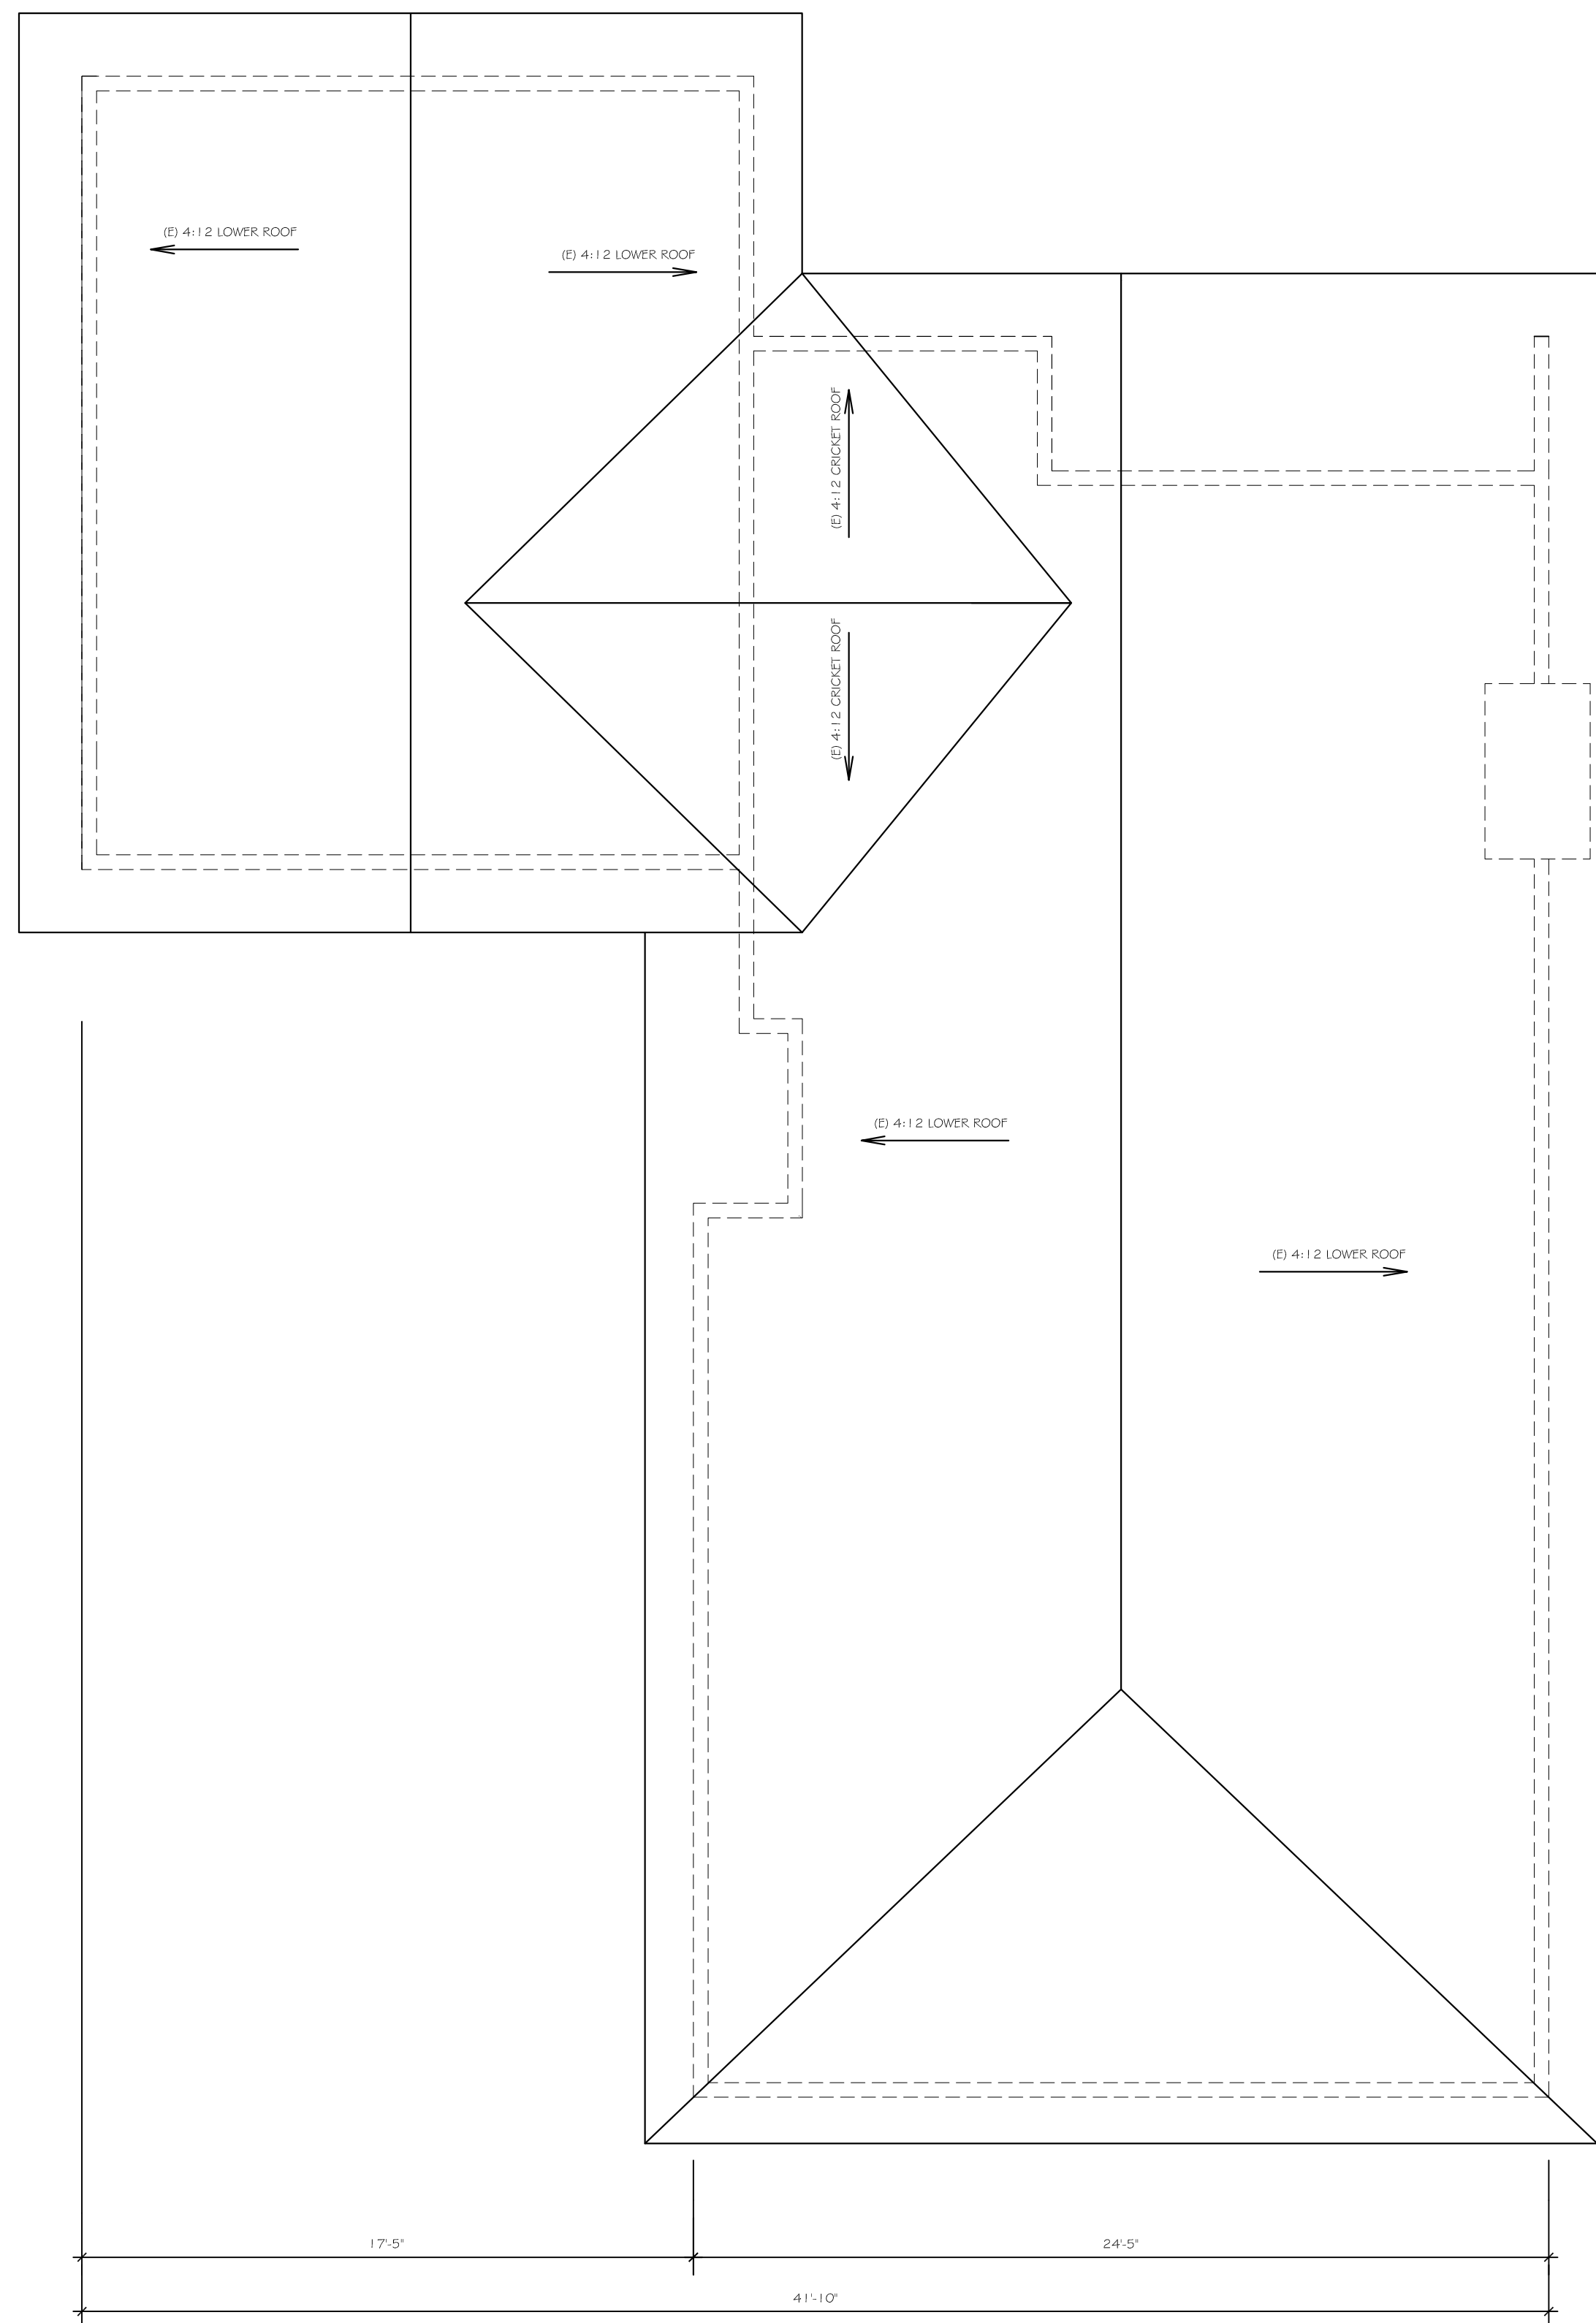 (E) 4:12 LOWER ROOF
(E) 4:12 LOWER ROOF
(E) 4:12 CRICKET ROOF
(E) 4:12 CRICKET ROOF
(E) 4:12 LOWER ROOF
(E) 4:12 LOWER ROOF
17'-5"
24'-5"
41'-10"